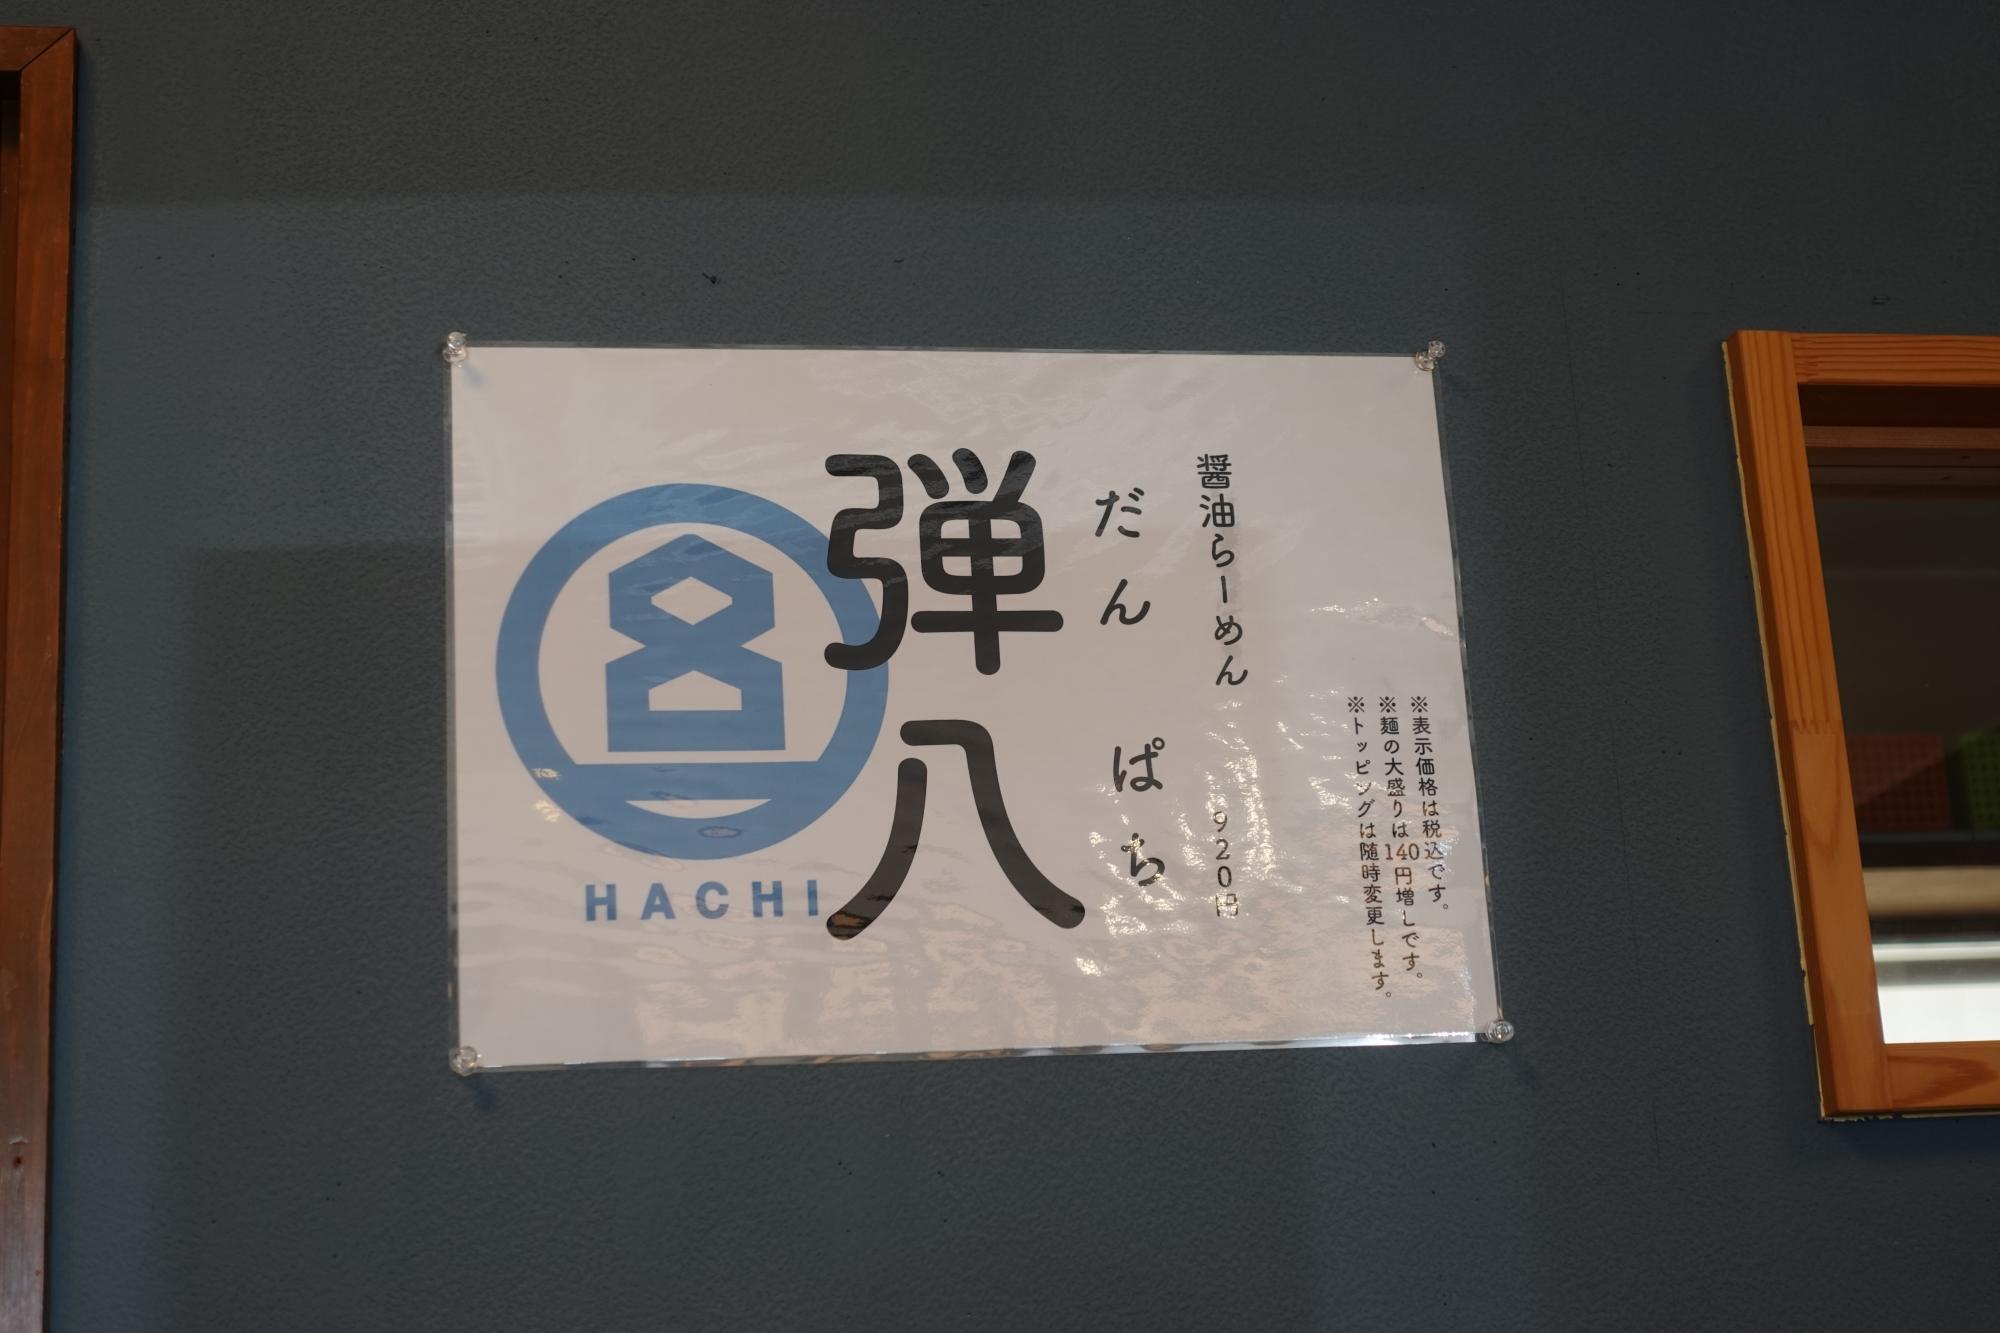 ※表示価格は税込です。
※麺の大盛りは140円増しです。
※トッピングは随時変更します。
醤油らーめん 920円
だんぱち
弾八
HACHI